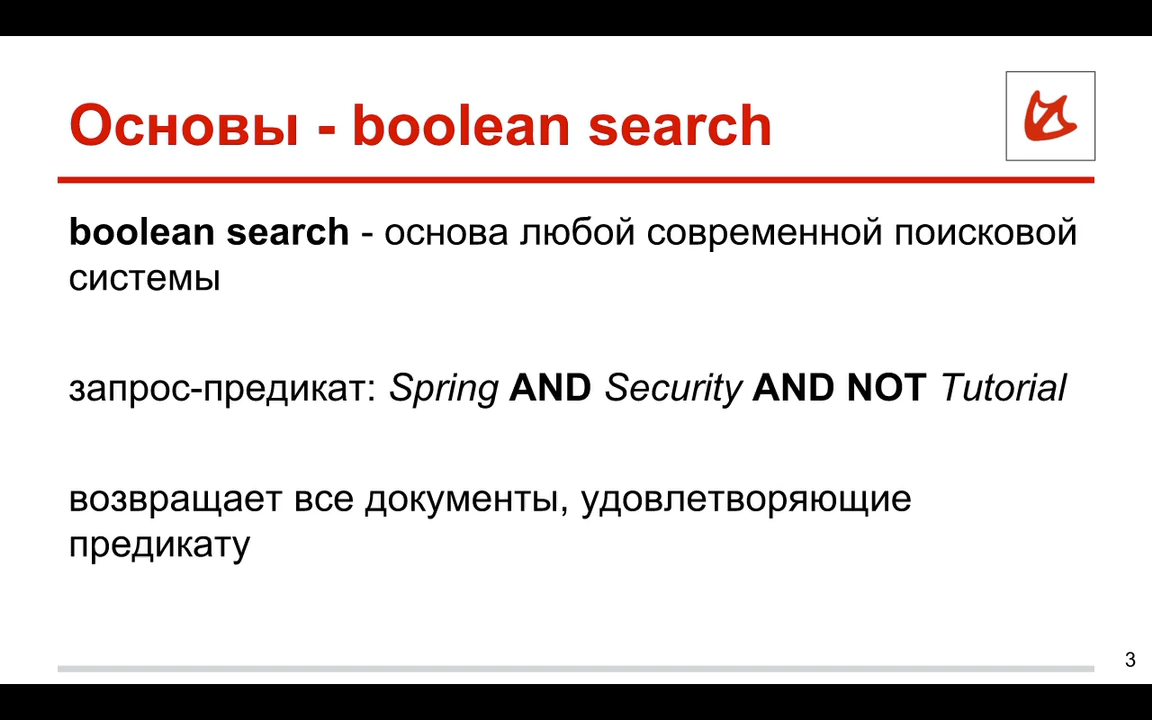 Основы - boolean search
boolean search - основа любой современной поисковой
системы
запрос-предикат: Spring AND Security AND NOT Tutorial
возвращает все документы, удовлетворяющие
предикату
3